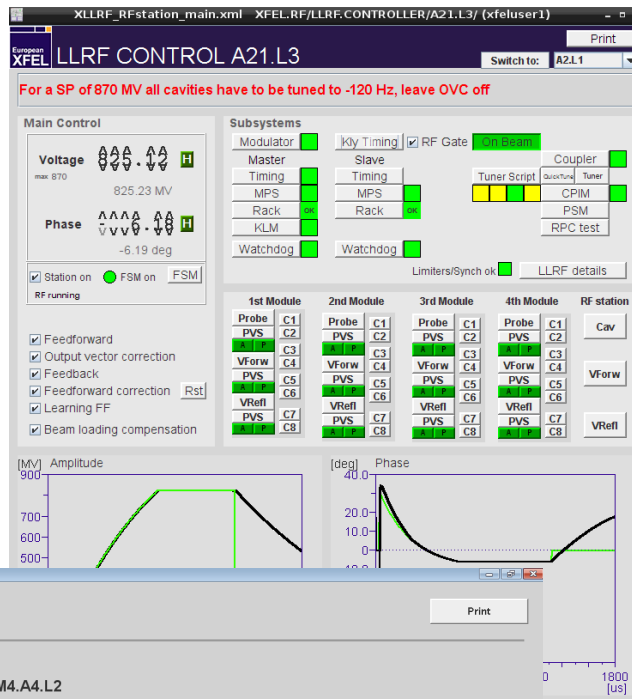 XLLRF_RFstation_main.xml XFEL.RF/LLRF.CONTROLLER/A21.L3/ (xfeluser1)
Print
European
XFEL
LLRF CONTROL A21.L3
Switch to: A2.L1
For a SP of 870 MV all cavities have to be tuned to -120 Hz, leave OVC off
Main Control
Voltage 825.12 H
max 870
825.23 MV
Phase 6.18 H
-6.19 deg
Station on FSM on FSM
RF running
Feedforward
Output vector correction
Feedback
Feedforward correction Rst
Learning FF
Beam loading compensation
Subsystems
Modulator Kly Timing RF Gate On Beam
Master Slave Coupler
Timing Timing Tuner Script QuickTune Tuner
MPS MPS CPIM
Rack OK Rack OK PSM
KLM RPC test
Watchdog Watchdog
Limiters/Synch ok LLRF details
1st Module 2nd Module 3rd Module 4th Module RF station
Probe C1 Probe C1 Probe C1 Probe C1 Cav
PVS C2 PVS C2 PVS C2 PVS C2
A P C3 A P C3 A P C3 A P C3
VForw C4 VForw C4 VForw C4 VForw C4 VForw
PVS C5 PVS C5 PVS C5 PVS C5
A P C6 A P C6 A P C6 A P C6
VRefl VRefl VRefl VRefl
PVS C7 PVS C7 PVS C7 PVS C7 VRefl
A P C8 A P C8 A P C8 A P C8
[MV] Amplitude
900
700
600
500
[deg] Phase
40.0
20.0
10.0
0
-10.0
1800
[us]
Print
M4.A4.L2